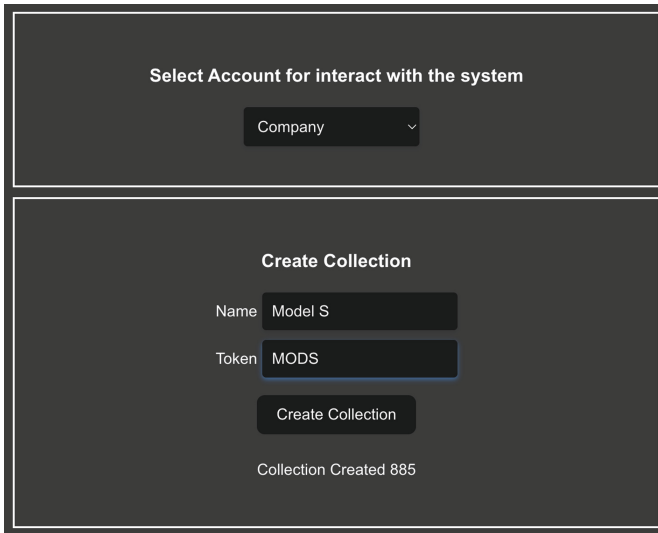 Select Account for interact with the system
Company
Create Collection
Name Model S
Token MODS
Create Collection
Collection Created 885